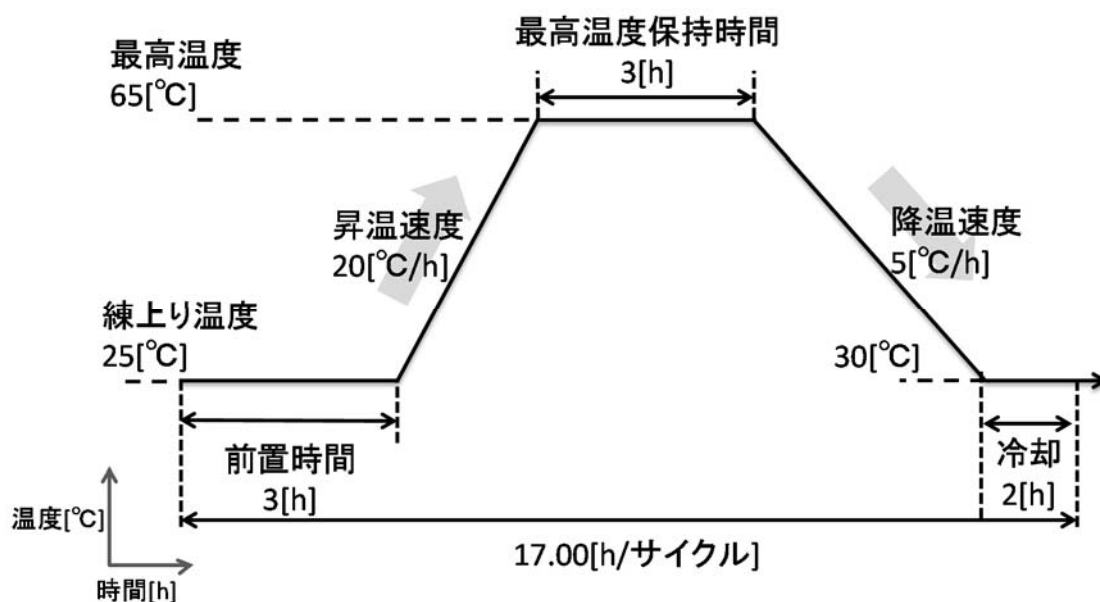 最高温度保持時間
3[h]
最高温度
65[℃]
昇温速度
20[℃/h]
降温速度
5[℃/h]
練上り温度
25[℃]
30[℃]
前置時間
3[h]
冷却
2[h]
温度[℃]
時間[h]
17.00[h/サイクル]